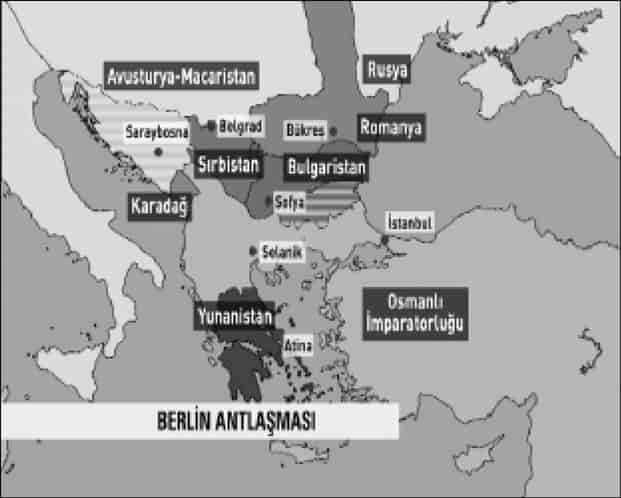 Avusturya-Macaristan
Rusya
Saraybosna
Belgrad
Bükreş
Romanya
Sırbistan
Bulgaristan
Karadağ
Sofya
İstanbul
Selanik
Yunanistan
Osmanlı
İmparatorluğu
Atina
BERLİN ANTLAŞMASI